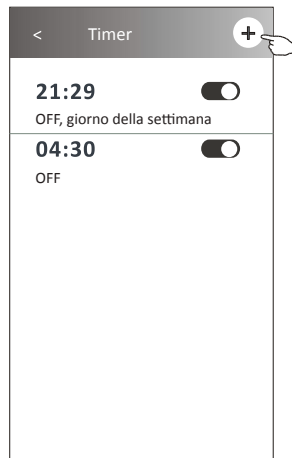 < Timer +
21:29
OFF, giorno della settimana
04:30
OFF